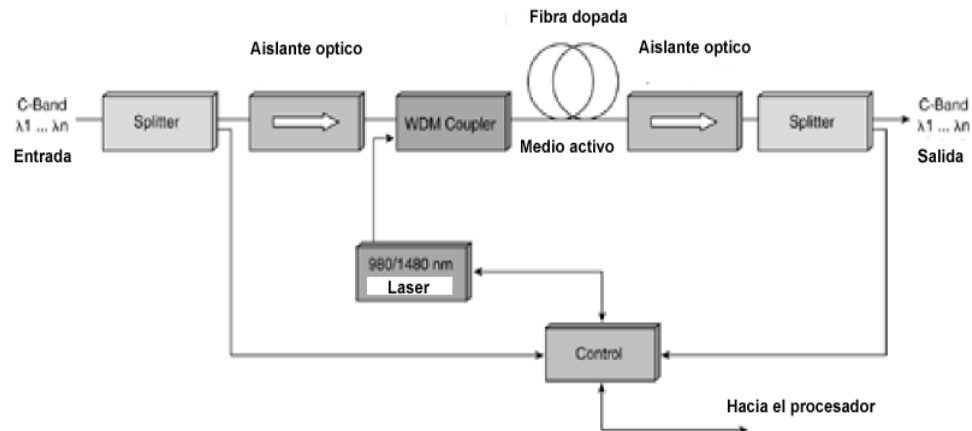 Fibra dopada
Aislante optico
Aislante optico
C-Band
λ1 ... λn
Entrada
Splitter
WDM Coupler
Medio activo
Splitter
C-Band
λ1 ... λn
Salida
980/1480 nm
Laser
Control
Hacia el procesador